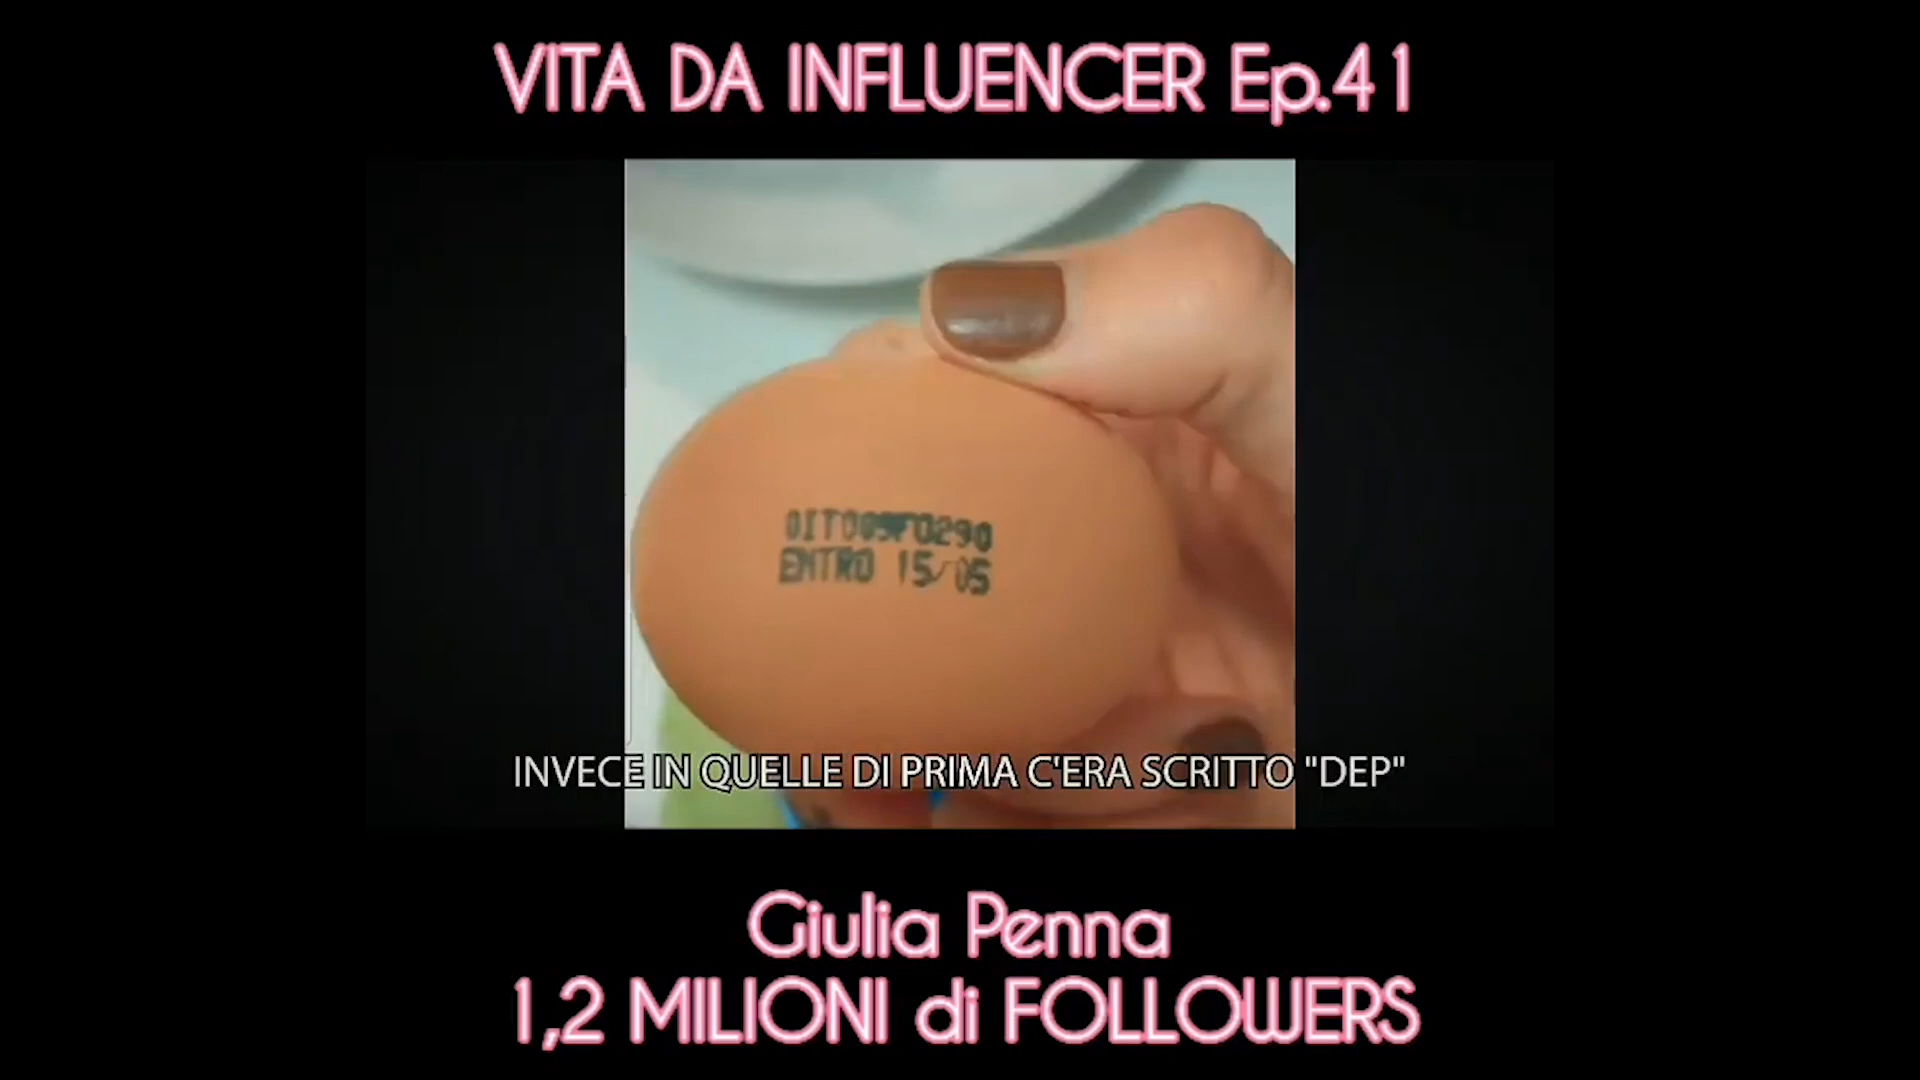 VITA DA INFLUENCER Ep.41
0IT009F0290
ENTRO 15/05
INVECE IN QUELLE DI PRIMA C'ERA SCRITTO "DEP"
Giulia Penna
1,2 MILIONI di FOLLOWERS